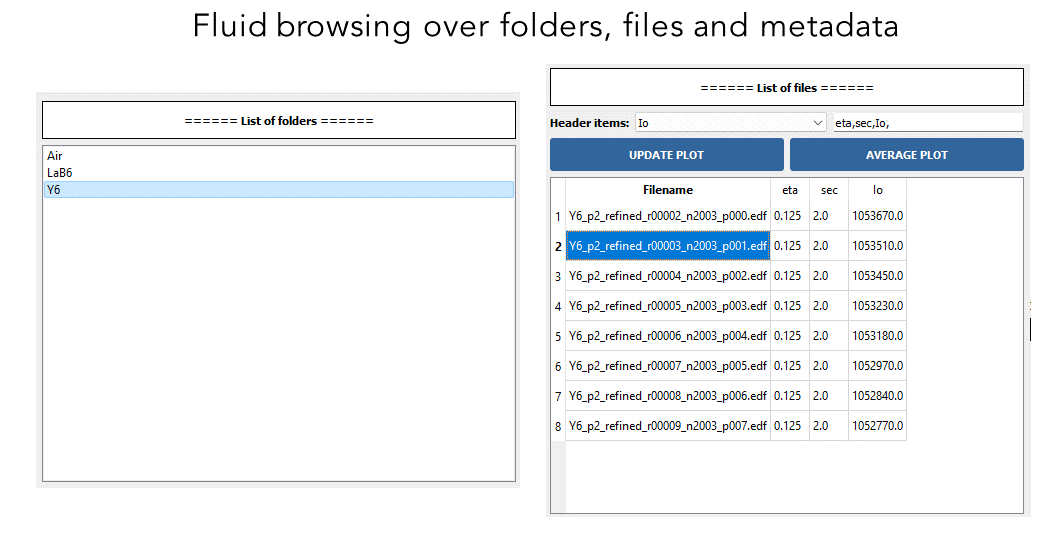 Fluid browsing over folders, files and metadata
====== List of folders ======
Air
LaB6
Y6
====== List of files ======
Header items: Io eta,sec,Io,
UPDATE PLOT AVERAGE PLOT
Filename eta sec Io
1 Y6_p2_refined_r00002_n2003_p000.edf 0.125 2.0 1053670.0
2 Y6_p2_refined_r00003_n2003_p001.edf 0.125 2.0 1053510.0
3 Y6_p2_refined_r00004_n2003_p002.edf 0.125 2.0 1053450.0
4 Y6_p2_refined_r00005_n2003_p003.edf 0.125 2.0 1053230.0
5 Y6_p2_refined_r00006_n2003_p004.edf 0.125 2.0 1053180.0
6 Y6_p2_refined_r00007_n2003_p005.edf 0.125 2.0 1052970.0
7 Y6_p2_refined_r00008_n2003_p006.edf 0.125 2.0 1052840.0
8 Y6_p2_refined_r00009_n2003_p007.edf 0.125 2.0 1052770.0